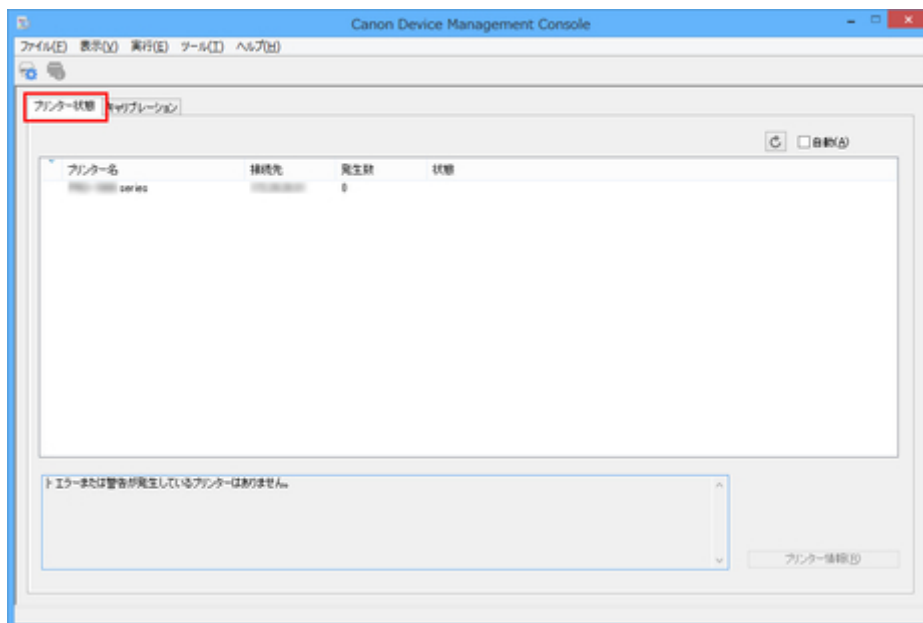 Canon Device Management Console
ファイル(F) 表示(V) 実行(E) ツール(T) ヘルプ(H)
プリンター状態 キャリブレーション
自動(A)
プリンター名 接続先 発生数 状態
series 0
エラーまたは警告が発生しているプリンターはありません。
プリンター情報(R)